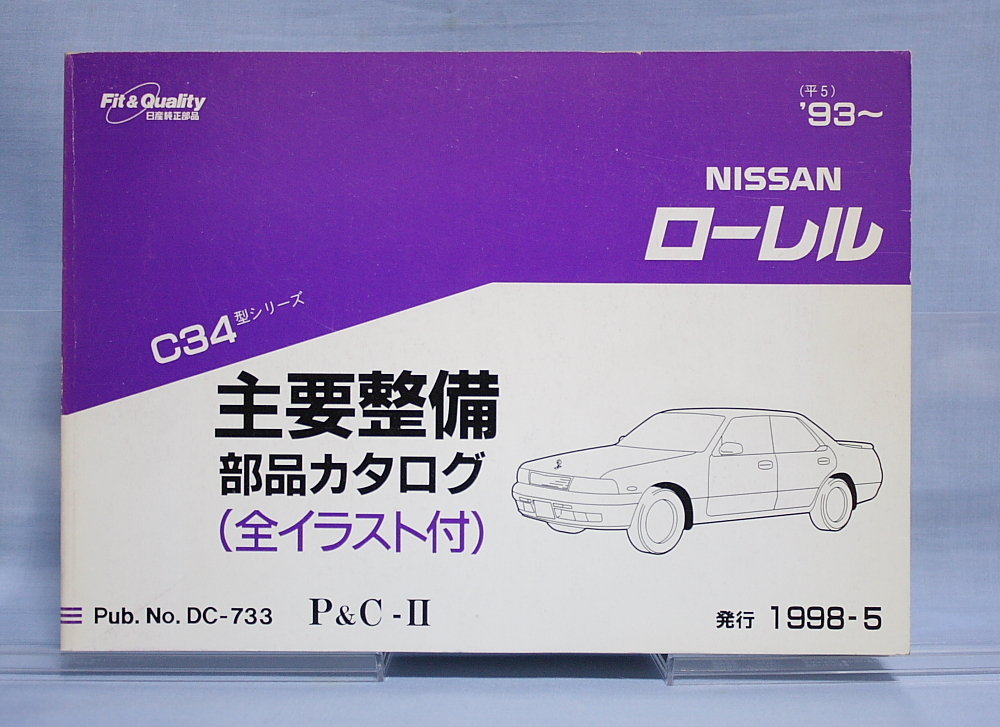 Fit & Quality
日産純正部品
(平5)
'93~
NISSAN
ローレル
C34型シリーズ
主要整備
部品カタログ
(全イラスト付)
Pub. No. DC-733 P&C-II
発行 1998-5